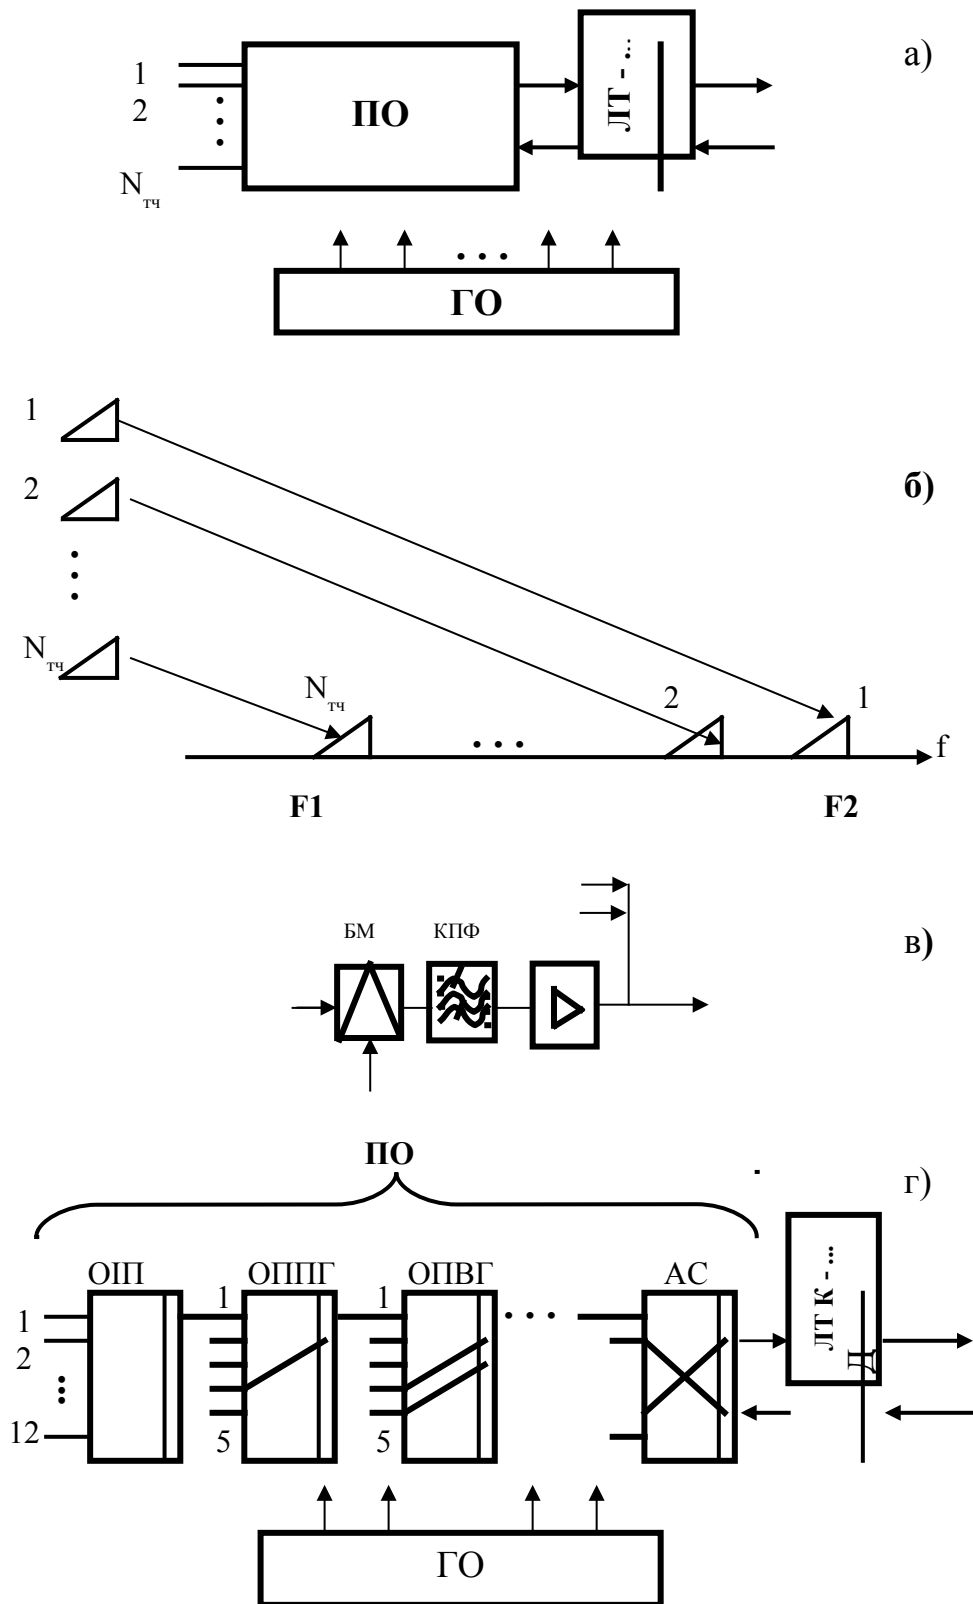 а)
1
2
N тч
ПО
ЛТ - ...
. . .
ГО
б)
1
2
N тч
N тч
. . .
2
1
f
F1
F2
в)
БМ
КПФ
г)
ПО
ОІП
ОППГ
ОПВГ
. . .
АС
ЛТ К - ...
Д
1
2
12
1
5
1
5
ГО